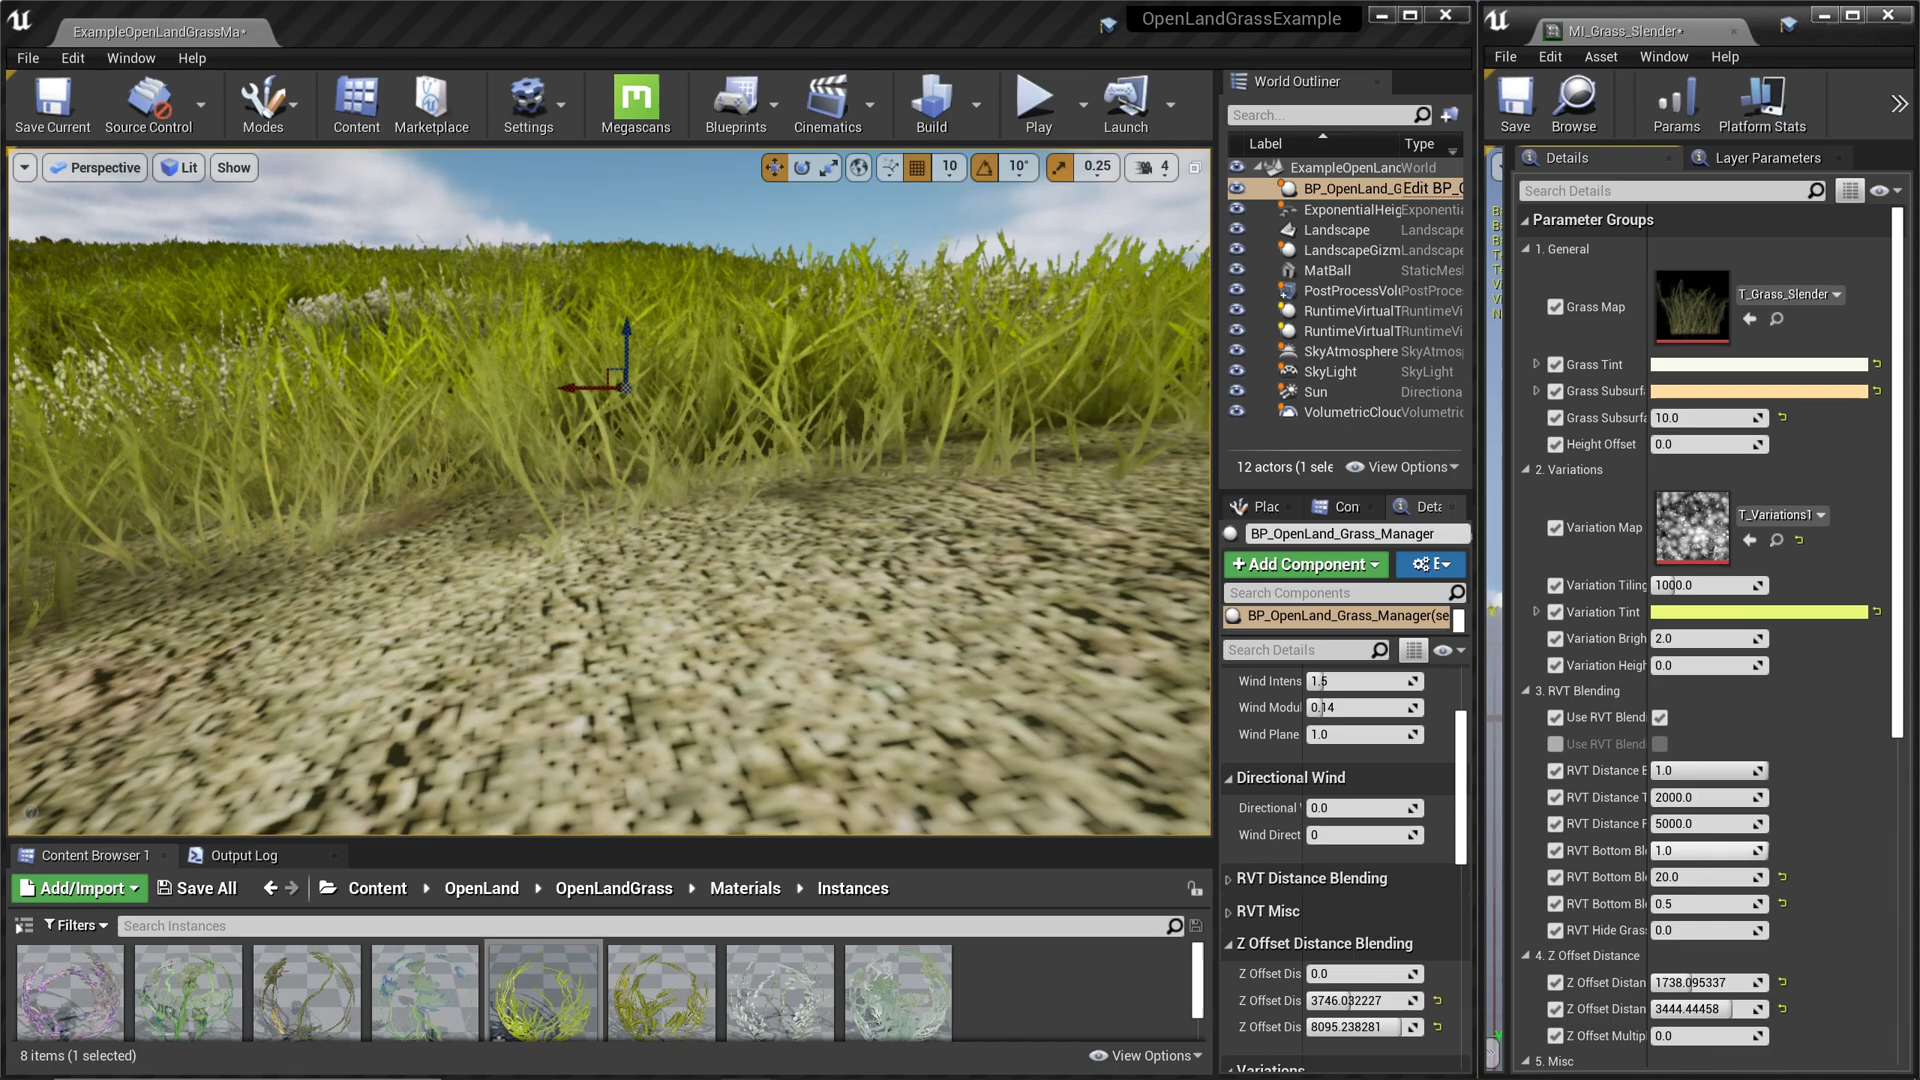 ExampleOpenLandGrassMa*
OpenLandGrassExample
File Edit Window Help
Save Current
Source Control
Modes
Content
Marketplace
Settings
Megascans
Blueprints
Cinematics
Build
Play
Launch
Perspective
Lit
Show
10
10°
0.25
4
World Outliner
Search...
Label Type
ExampleOpenLand World
BP_OpenLand_G Edit BP_
ExponentialHeig Exponentia
Landscape Landscape
LandscapeGizm Landscape
MatBall StaticMes
PostProcessVolu PostProce
RuntimeVirtualT RuntimeVi
RuntimeVirtualT RuntimeVi
SkyAtmosphere SkyAtmos
SkyLight SkyLight
Sun Directiona
VolumetricClou Volumetric
12 actors (1 sele View Options
Plac
Con
Deta
BP_OpenLand_Grass_Manager
+ Add Component
E
Search Components
BP_OpenLand_Grass_Manager(se
Search Details
Wind Intens 1.5
Wind Modul 0.14
Wind Plane 1.0
Directional Wind
Directional 0.0
Wind Direct 0
RVT Distance Blending
RVT Misc
Z Offset Distance Blending
Z Offset Dis 0.0
Z Offset Dis 3746.032227
Z Offset Dis 8095.238281
Variations
Content Browser 1
Output Log
Add/Import
Save All
Content OpenLand OpenLandGrass Materials Instances
Filters
Search Instances
8 items (1 selected)
View Options
MI_Grass_Slender*
File Edit Asset Window Help
Save
Browse
Params
Platform Stats
Details
Layer Parameters
Search Details
Parameter Groups
1. General
Grass Map
T_Grass_Slender
Grass Tint
Grass Subsurf
Grass Subsurfa 10.0
Height Offset 0.0
2. Variations
Variation Map
T_Variations1
Variation Tiling 1000.0
Variation Tint
Variation Brigh 2.0
Variation Heigh 0.0
3. RVT Blending
Use RVT Blend
Use RVT Blend
RVT Distance B 1.0
RVT Distance T 2000.0
RVT Distance F 5000.0
RVT Bottom Ble 1.0
RVT Bottom Ble 20.0
RVT Bottom Ble 0.5
RVT Hide Gras 0.0
4. Z Offset Distance
Z Offset Distan 1738.095337
Z Offset Distan 3444.44458
Z Offset Multip 0.0
5. Misc